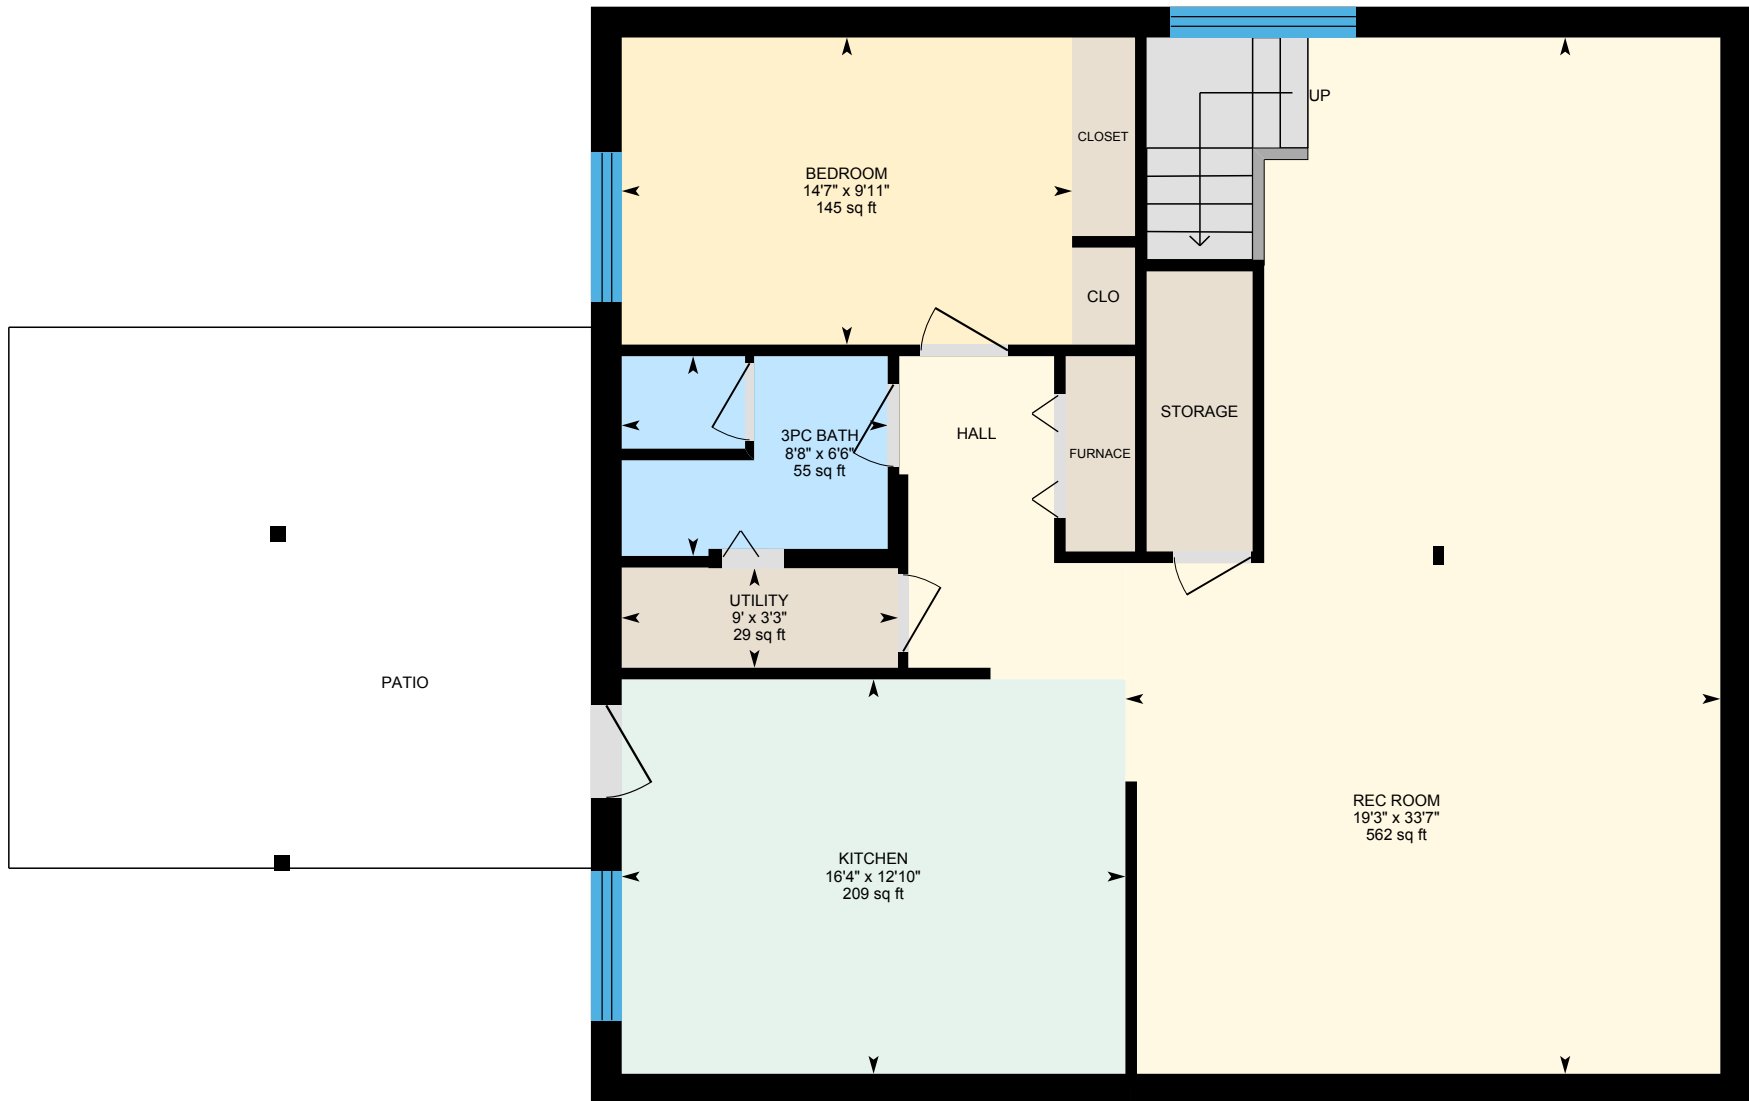 UP
CLOSET
BEDROOM
14'7" x 9'11"
145 sq ft
CLO
STORAGE
HALL
3PC BATH
8'8" x 6'6"
55 sq ft
FURNACE
UTILITY
9' x 3'3"
29 sq ft
PATIO
REC ROOM
19'3" x 33'7"
562 sq ft
KITCHEN
16'4" x 12'10"
209 sq ft